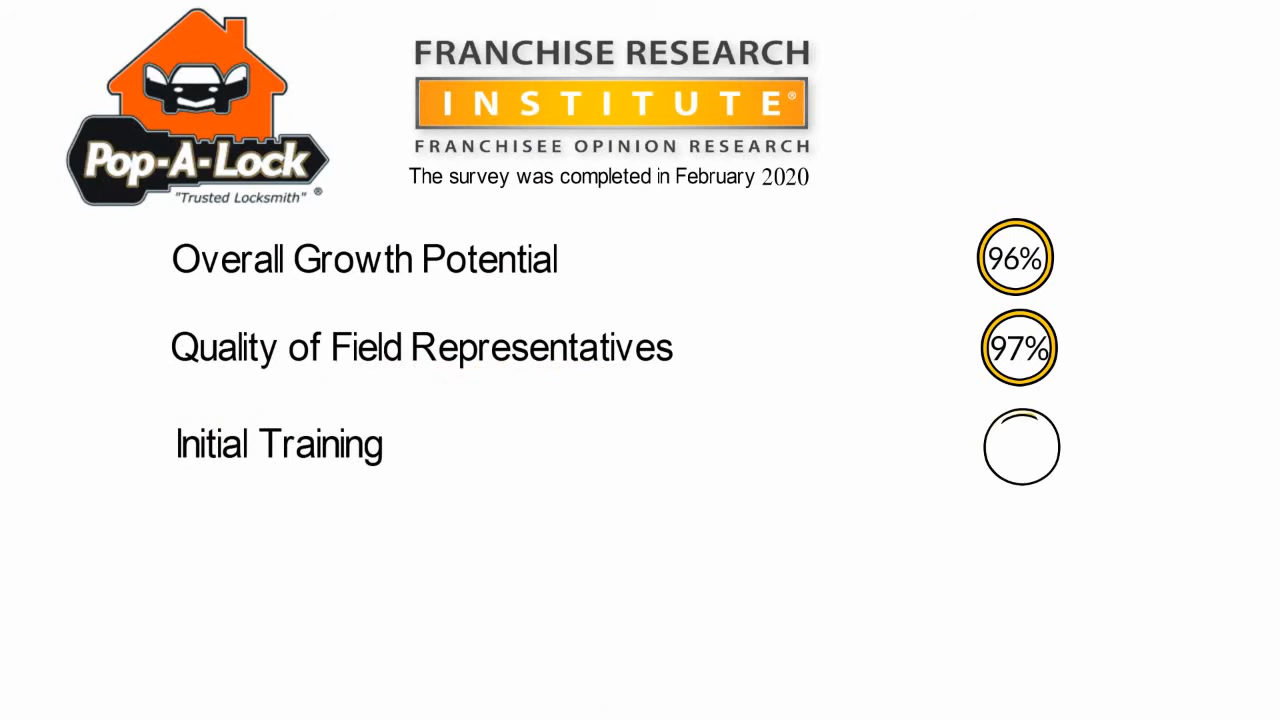 Pop-A-Lock
"Trusted Locksmith" ®
FRANCHISE RESEARCH
INSTITUTE®
FRANCHISEE OPINION RESEARCH
The survey was completed in February 2020
Overall Growth Potential 96%
Quality of Field Representatives 97%
Initial Training